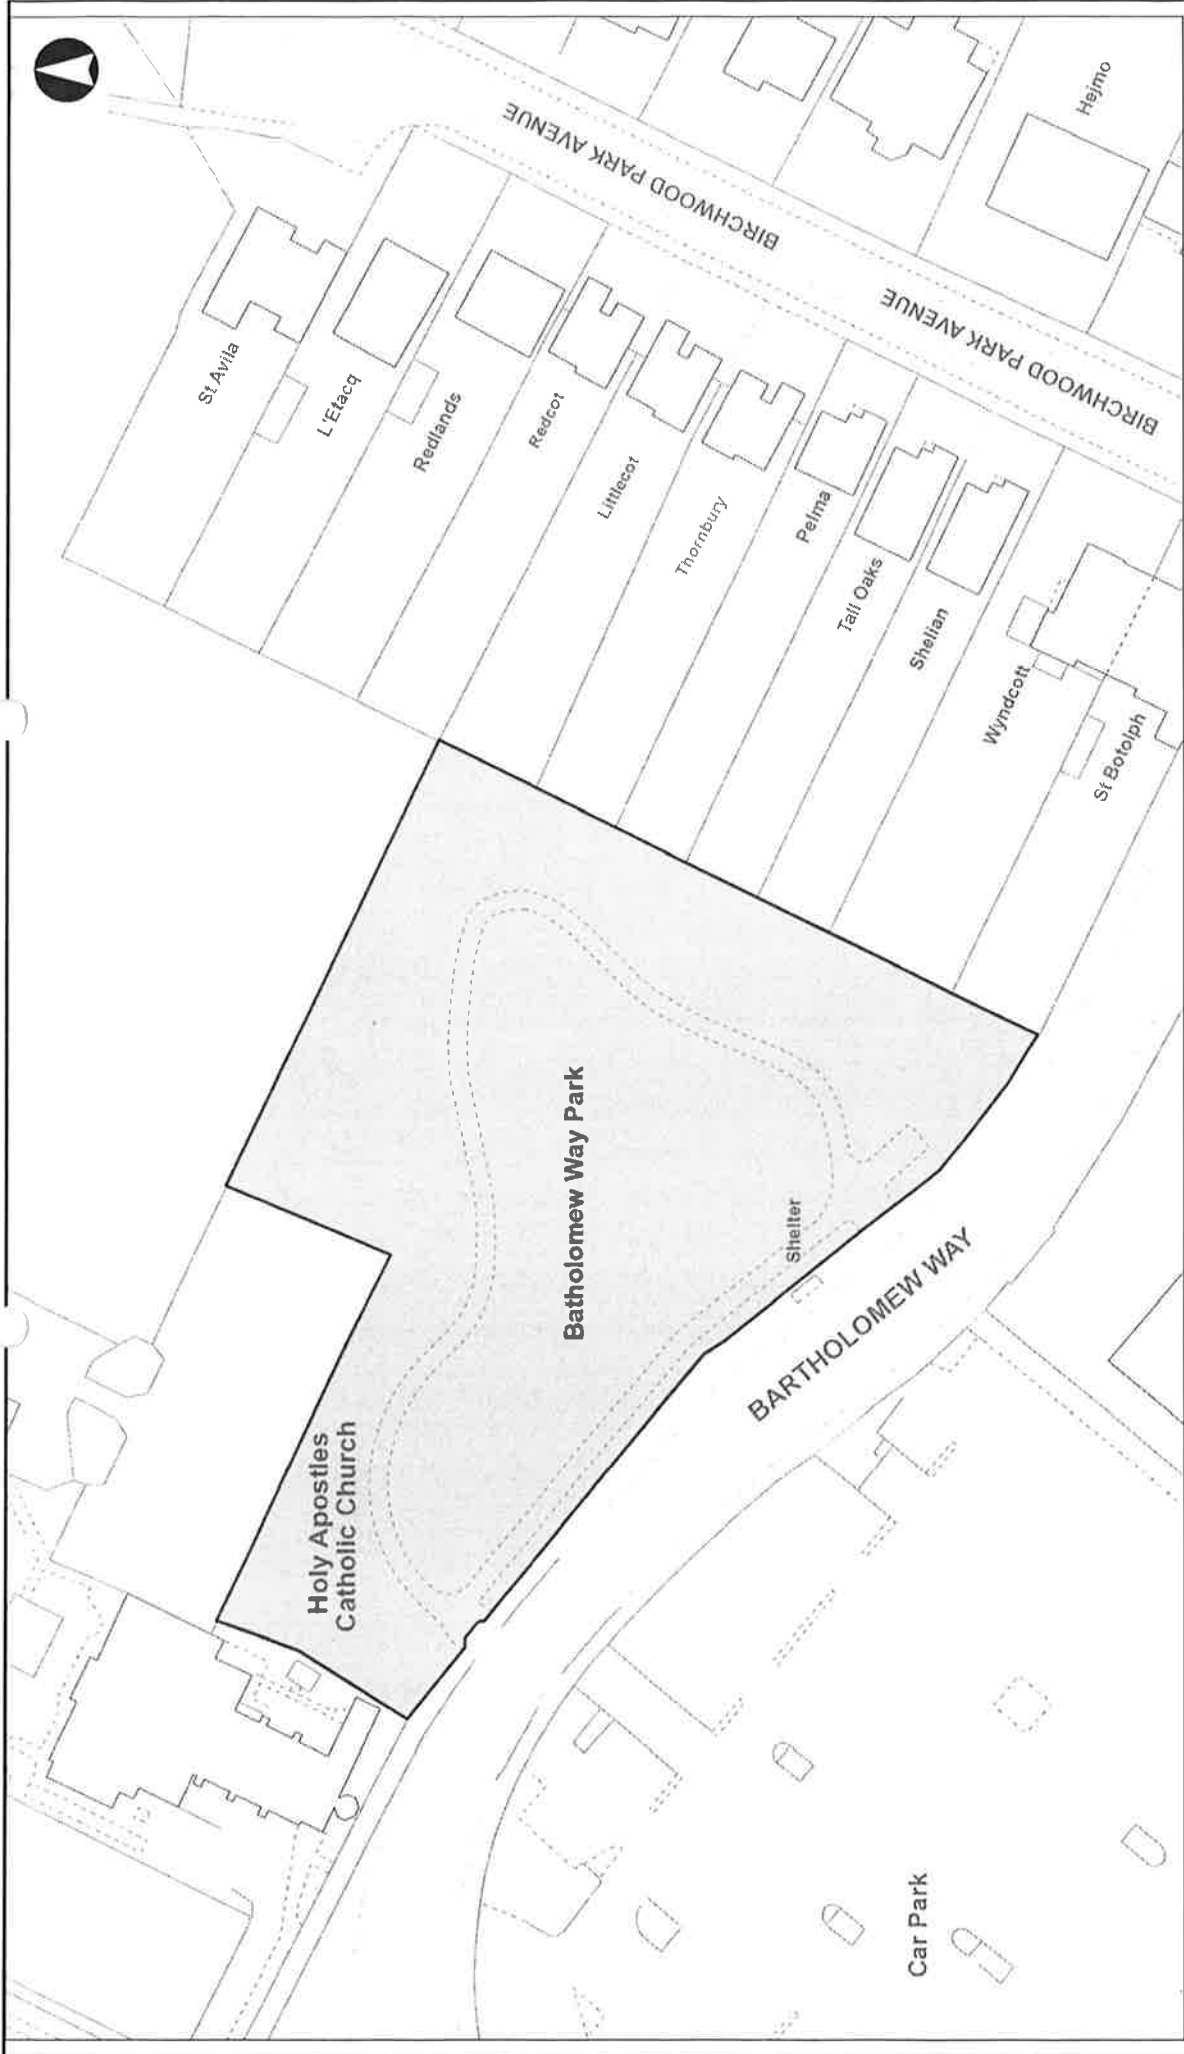 Holy Apostles
Catholic Church
Batholomew Way Park
Shelter
BARTHOLOMEW WAY
Car Park
St Avila
L'Etacq
Redlands
Redcot
Littlecot
Thornbury
Pelma
Tall Oaks
Shelian
Wyndcott
St Botolph
BIRCHWOOD PARK AVENUE
BIRCHWOOD PARK AVENUE
Hejmo